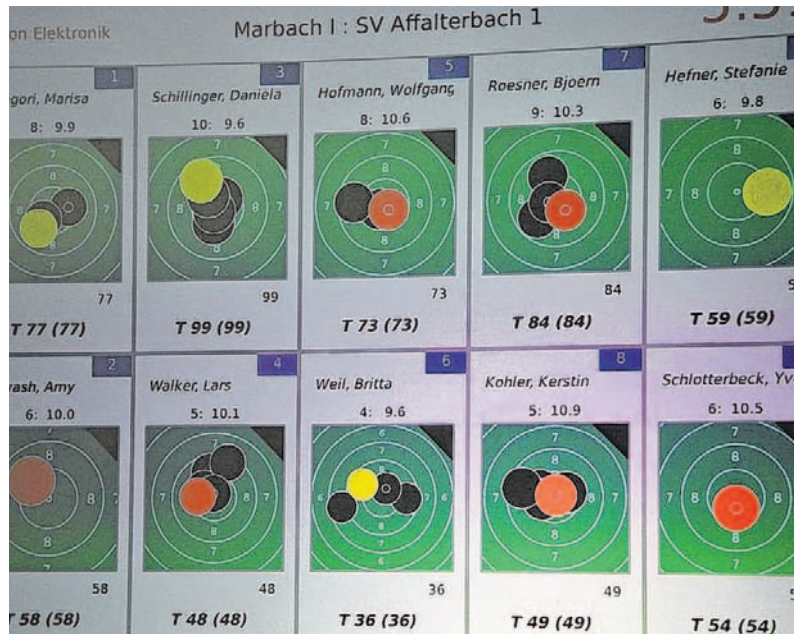 on Elektronik
Marbach I : SV Affalterbach 1
1
gori, Marisa
8: 9.9
77
T 77 (77)
3
Schillinger, Daniela
10: 9.6
99
T 99 (99)
5
Hofmann, Wolfgang
8: 10.6
73
T 73 (73)
7
Roesner, Bjoern
9: 10.3
84
T 84 (84)
Hefner, Stefanie
6: 9.8
5
T 59 (59)
2
rash, Amy
6: 10.0
58
T 58 (58)
4
Walker, Lars
5: 10.1
48
T 48 (48)
6
Weil, Britta
4: 9.6
36
T 36 (36)
8
Kohler, Kerstin
5: 10.9
49
T 49 (49)
Schlotterbeck, Yv
6: 10.5
5
T 54 (54)